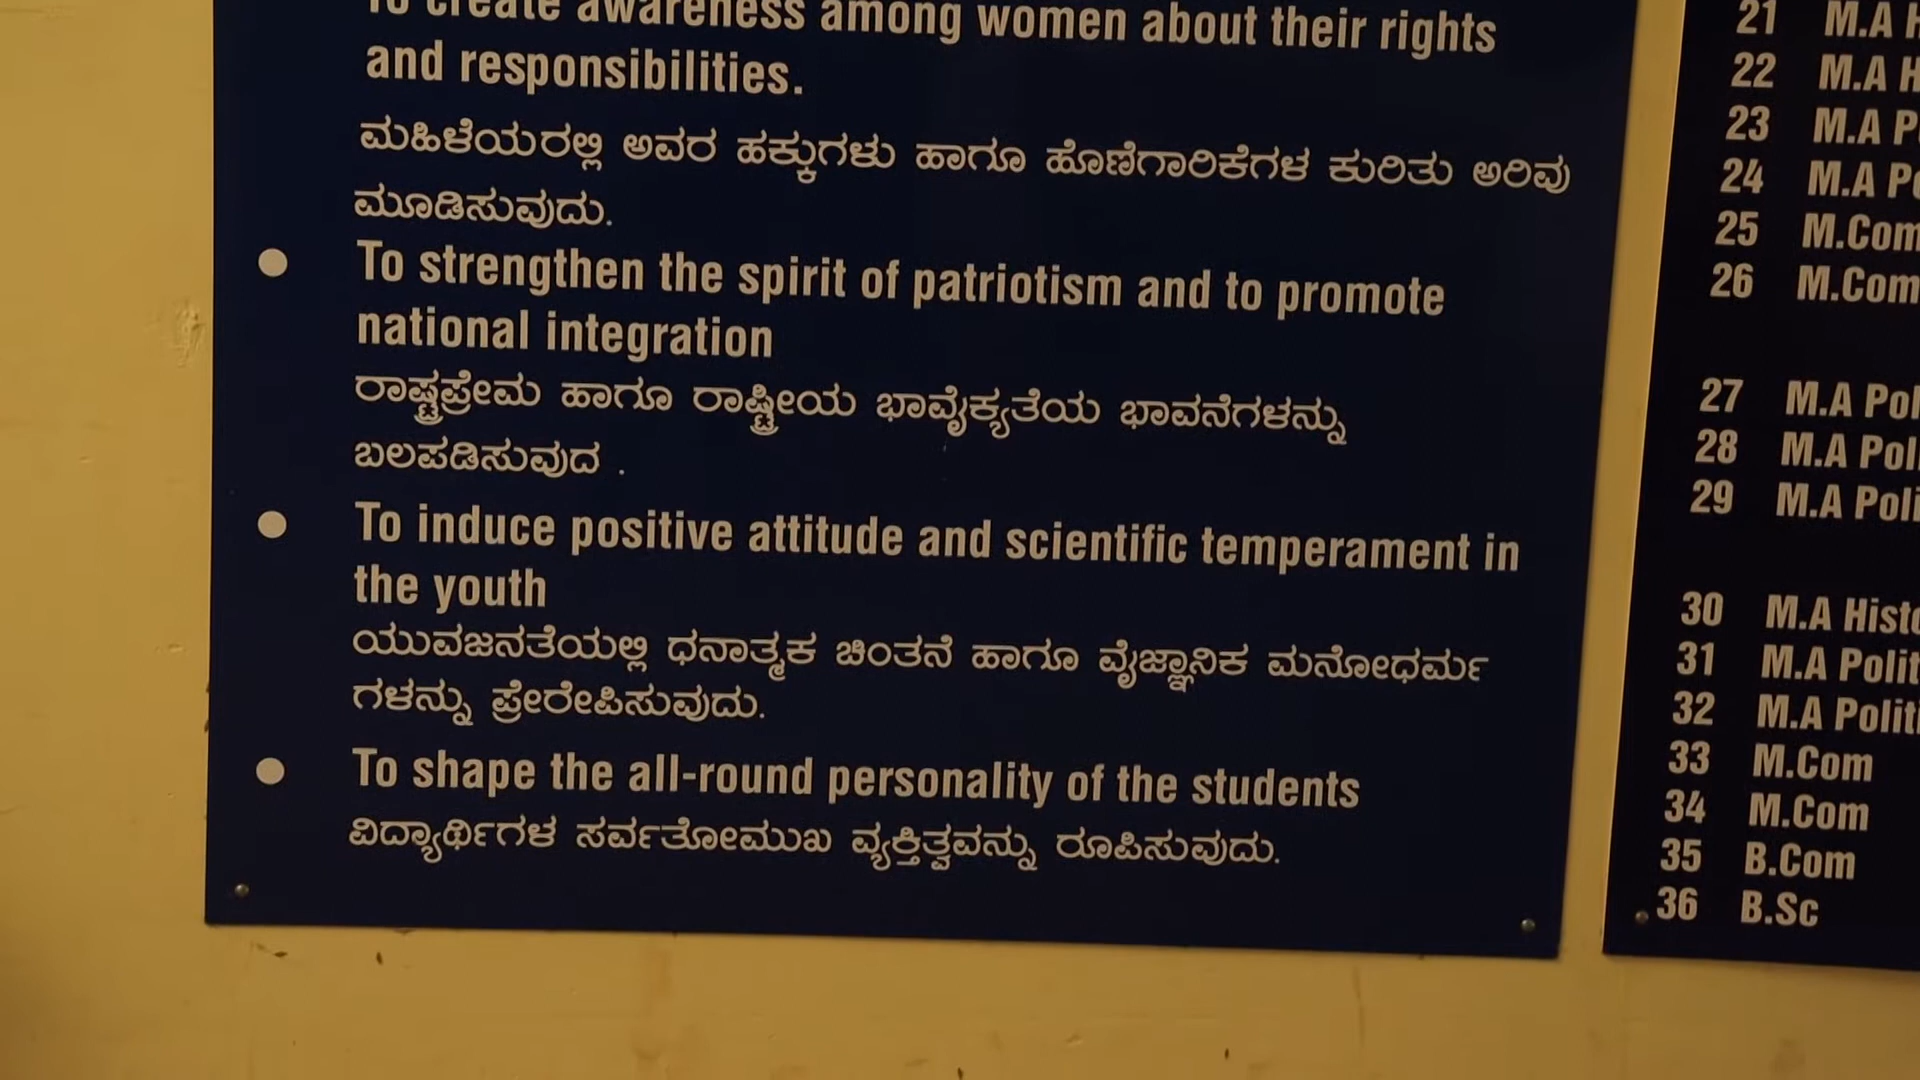 To create awareness among women about their rights
and responsibilities.
ಮಹಿಳೆಯರಲ್ಲಿ ಅವರ ಹಕ್ಕುಗಳು ಹಾಗೂ ಹೊಣೆಗಾರಿಕೆಗಳ ಕುರಿತು ಅರಿವು
ಮೂಡಿಸುವುದು.
● To strengthen the spirit of patriotism and to promote
national integration
ರಾಷ್ಟ್ರಪ್ರೇಮ ಹಾಗೂ ರಾಷ್ಟ್ರೀಯ ಭಾವೈಕ್ಯತೆಯ ಭಾವನೆಗಳನ್ನು
ಬಲಪಡಿಸುವುದ .
● To induce positive attitude and scientific temperament in
the youth
ಯುವಜನತೆಯಲ್ಲಿ ಧನಾತ್ಮಕ ಚಿಂತನೆ ಹಾಗೂ ವೈಜ್ಞಾನಿಕ ಮನೋಧರ್ಮ
ಗಳನ್ನು ಪ್ರೇರೇಪಿಸುವುದು.
● To shape the all-round personality of the students
ವಿದ್ಯಾರ್ಥಿಗಳ ಸರ್ವತೋಮುಖ ವ್ಯಕ್ತಿತ್ವವನ್ನು ರೂಪಿಸುವುದು.
21 M.A
22 M.A
23 M.A
24 M.A
25 M.Com
26 M.Com
27 M.A Pol
28 M.A Poli
29 M.A Poli
30 M.A Histo
31 M.A Polit
32 M.A Polit
33 M.Com
34 M.Com
35 B.Com
36 B.Sc